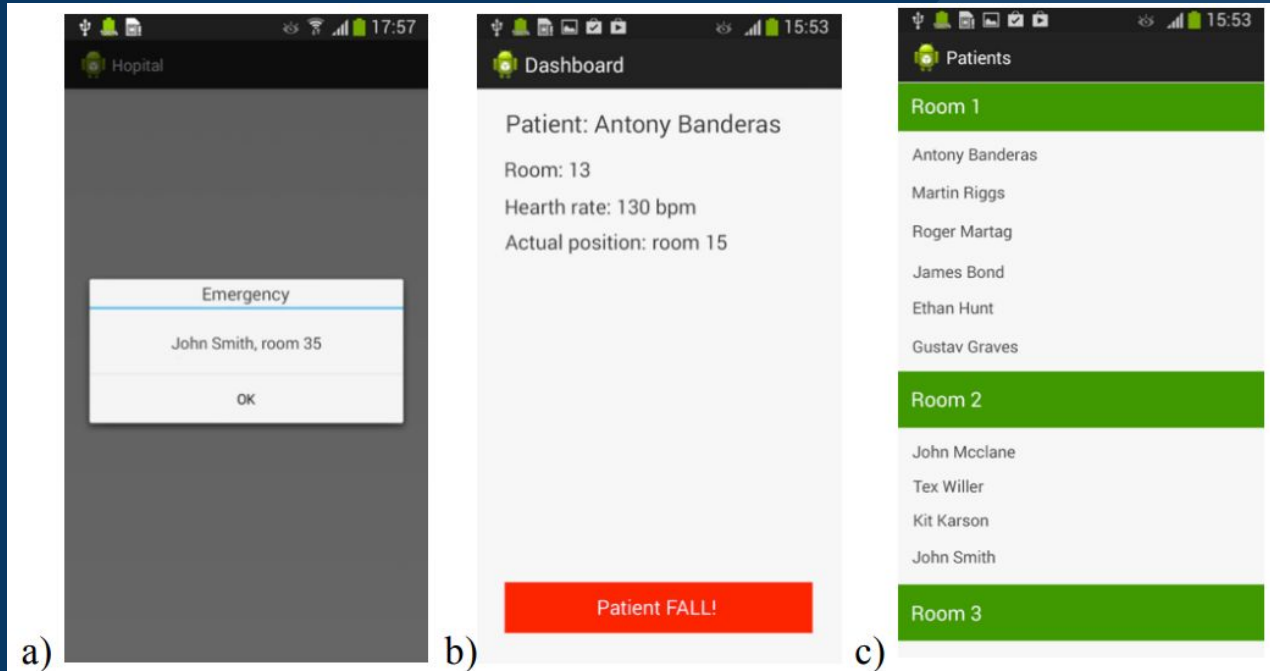 17:57
Hopital
Emergency
John Smith, room 35
OK
a)
15:53
Dashboard
Patient: Antony Banderas
Room: 13
Hearth rate: 130 bpm
Actual position: room 15
Patient FALL!
b)
15:53
Patients
Room 1
Antony Banderas
Martin Riggs
Roger Martag
James Bond
Ethan Hunt
Gustav Graves
Room 2
John Mcclane
Tex Willer
Kit Karson
John Smith
Room 3
c)